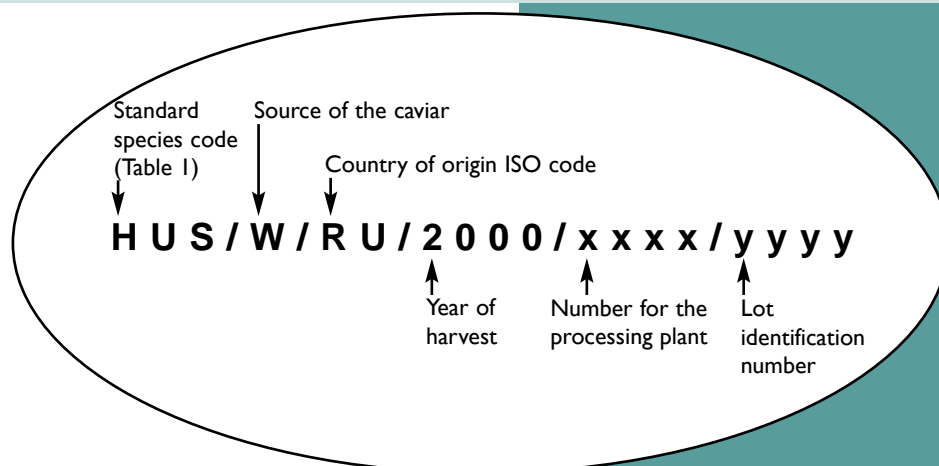 Standard
species code
(Table 1)
Source of the caviar
Country of origin ISO code
HUS/W/RU/2000/xxxx/yyyy
Year of
harvest
Number for the
processing plant
Lot
identification
number